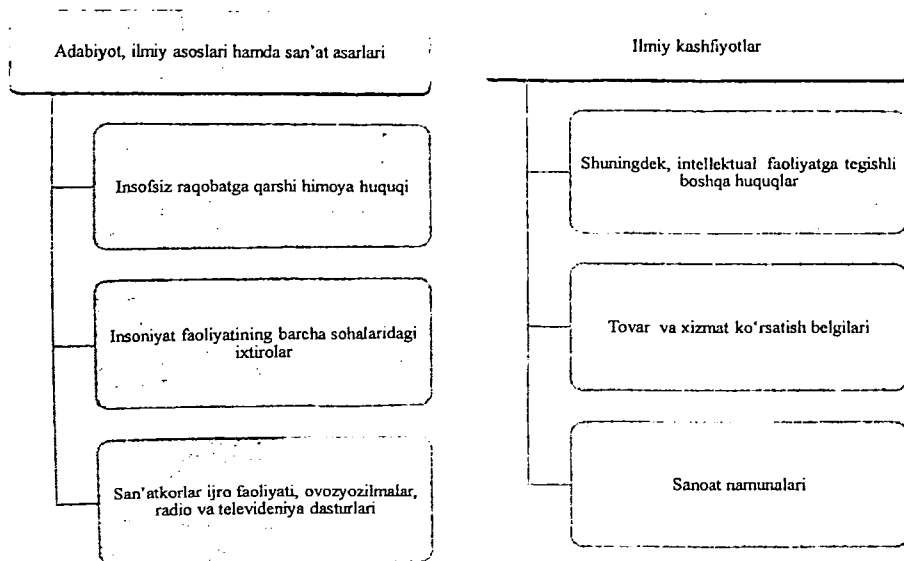 Adabiyot, ilmiy asoslari hamda san'at asarlari
Insofsiz raqobatga qarshi himoya huquqi
Insoniyat faoliyatining barcha sohalaridagi
ixtirolar
San'atkorlar ijro faoliyati, ovozyozilmalar,
radio va televideniya dasturlari
Ilmiy kashfiyotlar
Shuningdek, intellektual faoliyatga tegishli
boshqa huquqlar
Tovar va xizmat ko‘rsatish belgilari
Sanoat namunalari